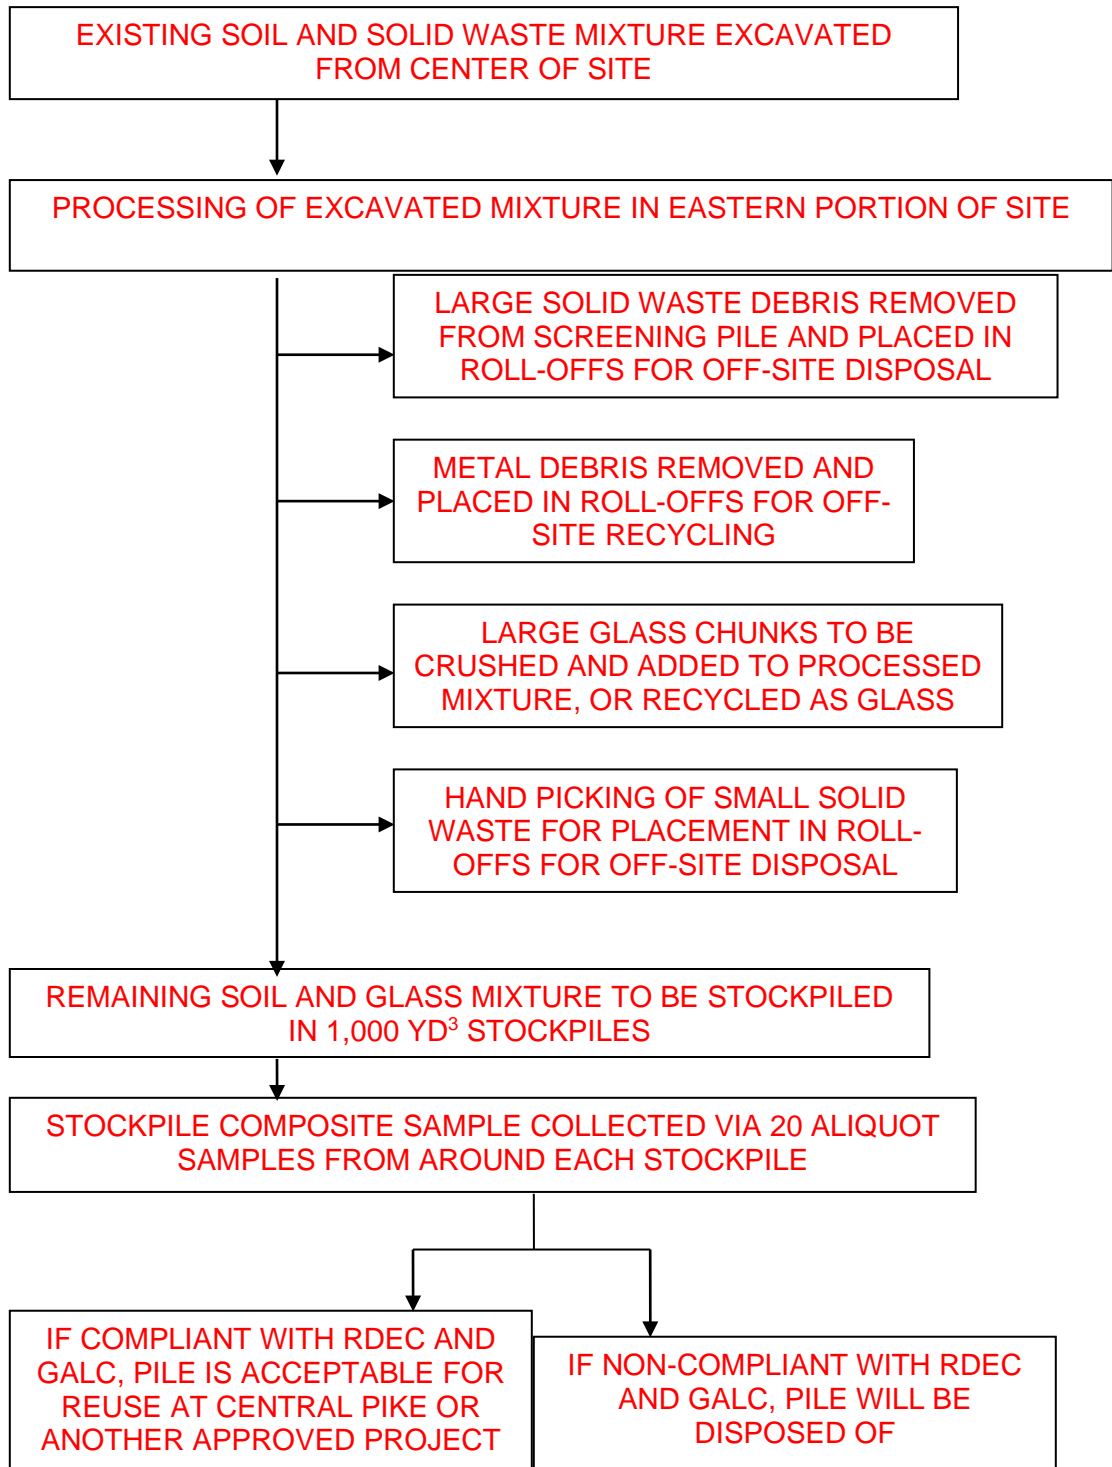 EXISTING SOIL AND SOLID WASTE MIXTURE EXCAVATED
FROM CENTER OF SITE
PROCESSING OF EXCAVATED MIXTURE IN EASTERN PORTION OF SITE
LARGE SOLID WASTE DEBRIS REMOVED
FROM SCREENING PILE AND PLACED IN
ROLL-OFFS FOR OFF-SITE DISPOSAL
METAL DEBRIS REMOVED AND
PLACED IN ROLL-OFFS FOR OFF-
SITE RECYCLING
LARGE GLASS CHUNKS TO BE
CRUSHED AND ADDED TO PROCESSED
MIXTURE, OR RECYCLED AS GLASS
HAND PICKING OF SMALL SOLID
WASTE FOR PLACEMENT IN ROLL-
OFFS FOR OFF-SITE DISPOSAL
REMAINING SOIL AND GLASS MIXTURE TO BE STOCKPILED
IN 1,000 YD³ STOCKPILES
STOCKPILE COMPOSITE SAMPLE COLLECTED VIA 20 ALIQUOT
SAMPLES FROM AROUND EACH STOCKPILE
IF COMPLIANT WITH RDEC AND
GALC, PILE IS ACCEPTABLE FOR
REUSE AT CENTRAL PIKE OR
ANOTHER APPROVED PROJECT
IF NON-COMPLIANT WITH RDEC
AND GALC, PILE WILL BE
DISPOSED OF